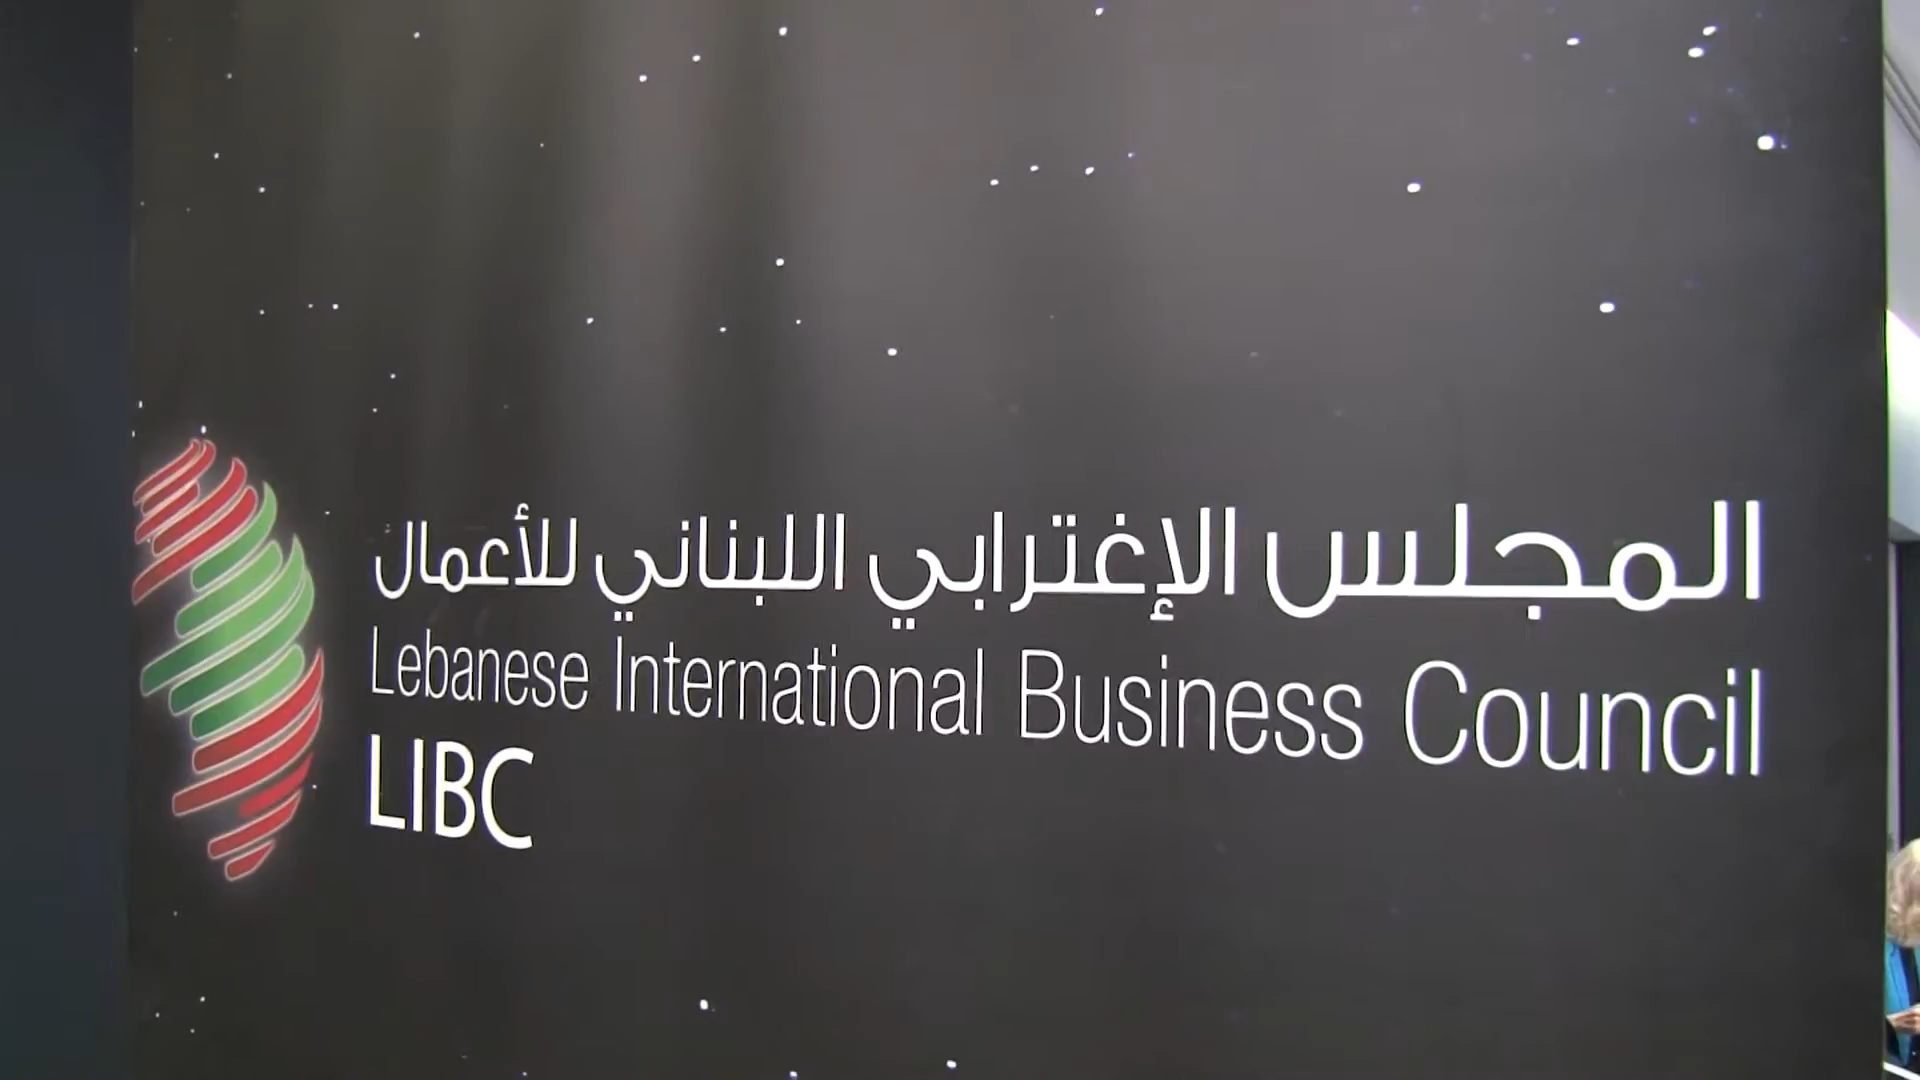 المجلس الإغترابي اللبناني للأعمال
Lebanese International Business Council
LIBC